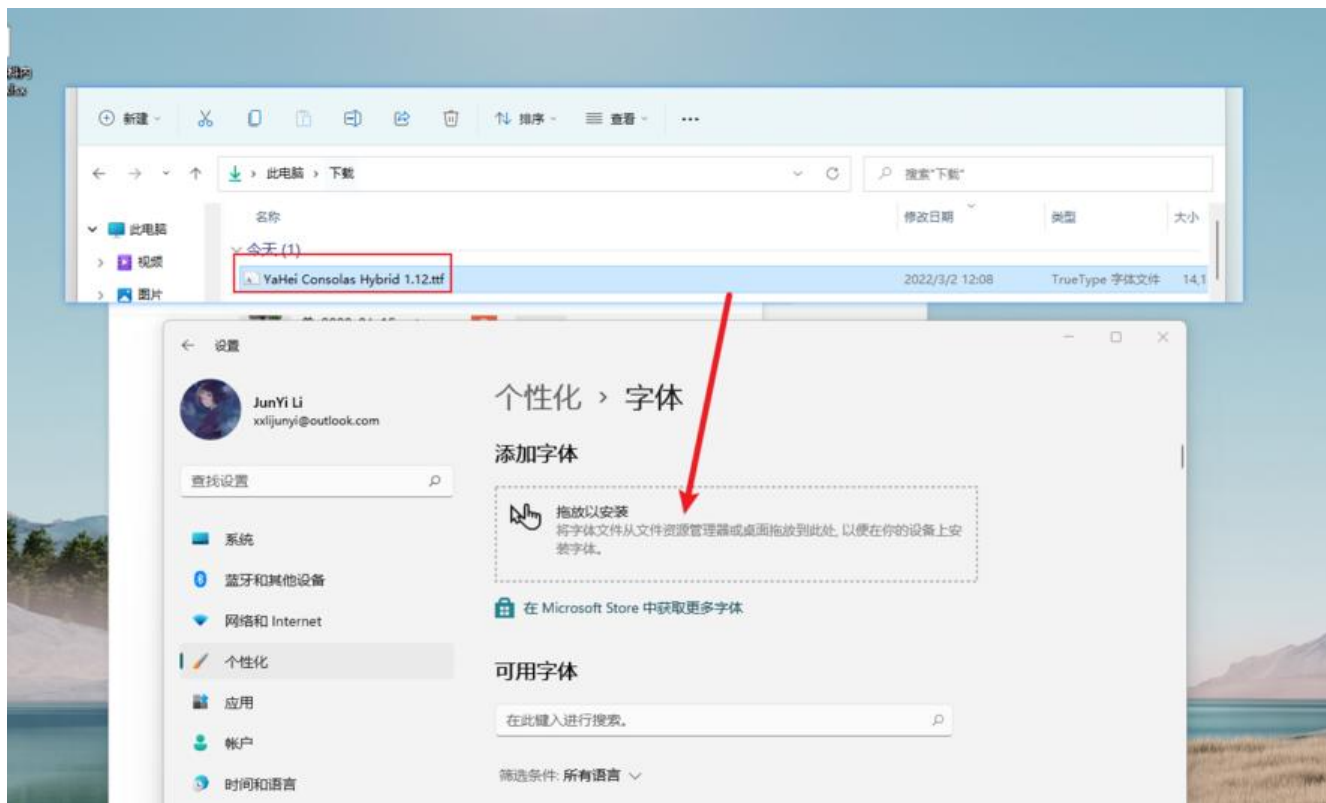 新建
排序
查看
此电脑 › 下载
搜索"下载"
名称
修改日期
类型
大小
此电脑
今天 (1)
视频
YaHei Consolas Hybrid 1.12.ttf
2022/3/2 12:08
TrueType 字体文件
14,1
图片
设置
JunYi Li
xxlijunyi@outlook.com
个性化 › 字体
添加字体
查找设置
拖放以安装
将字体文件从文件资源管理器或桌面拖放到此处, 以便在你的设备上安
装字体。
系统
蓝牙和其他设备
在 Microsoft Store 中获取更多字体
网络和 Internet
个性化
可用字体
应用
在此键入进行搜索。
帐户
筛选条件: 所有语言
时间和语言